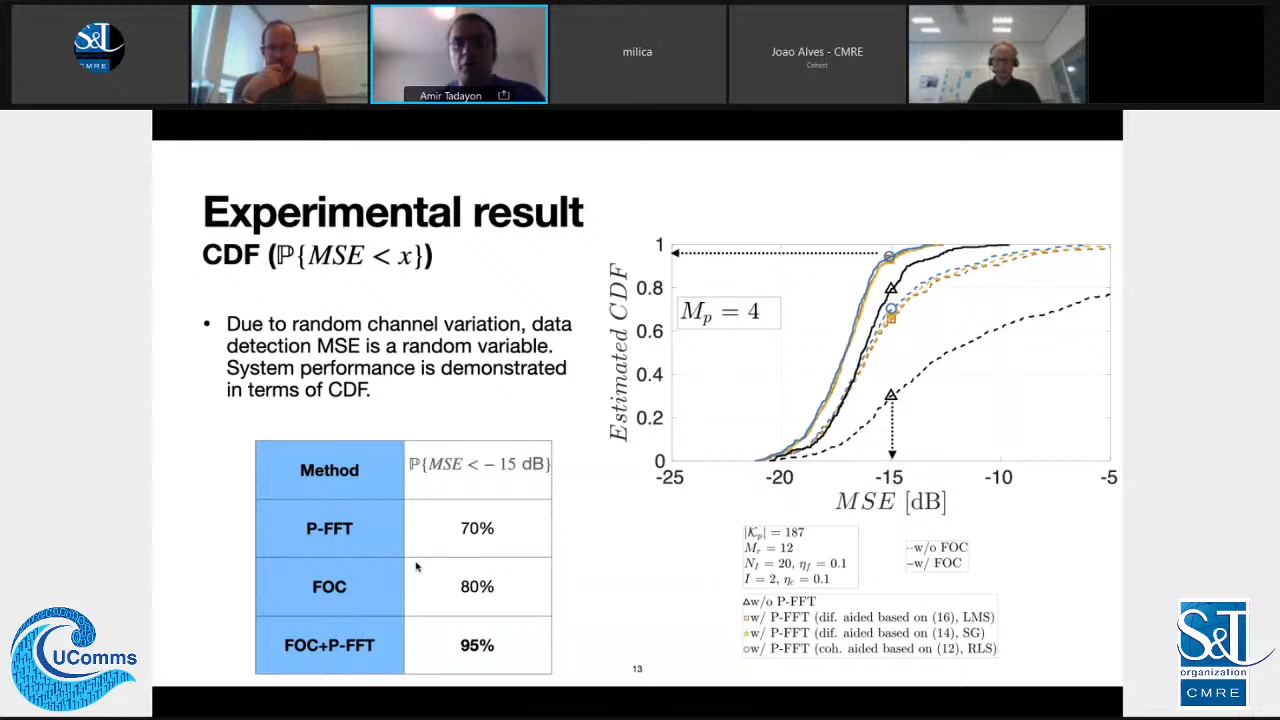 S&T
organization
CMRE
Amir Tadayon
milica
Joao Alves - CMRE
Cohost
Experimental result
CDF (ℙ{MSE < x})
• Due to random channel variation, data
detection MSE is a random variable.
System performance is demonstrated
in terms of CDF.
Method ℙ{MSE < − 15 dB}
P-FFT 70%
FOC 80%
FOC+P-FFT 95%
Estimated CDF
1
0.8
0.6
0.4
0.2
0
M_p = 4
-25 -20 -15 -10 -5
MSE [dB]
|K_p| = 187
M_r = 12
N_I = 20, η_f = 0.1
I = 2, η_c = 0.1
--w/o FOC
–w/ FOC
△w/o P-FFT
□w/ P-FFT (dif. aided based on (16), LMS)
☆w/ P-FFT (dif. aided based on (14), SG)
○w/ P-FFT (coh. aided based on (12), RLS)
13
UComms
S&T
organization
CMRE